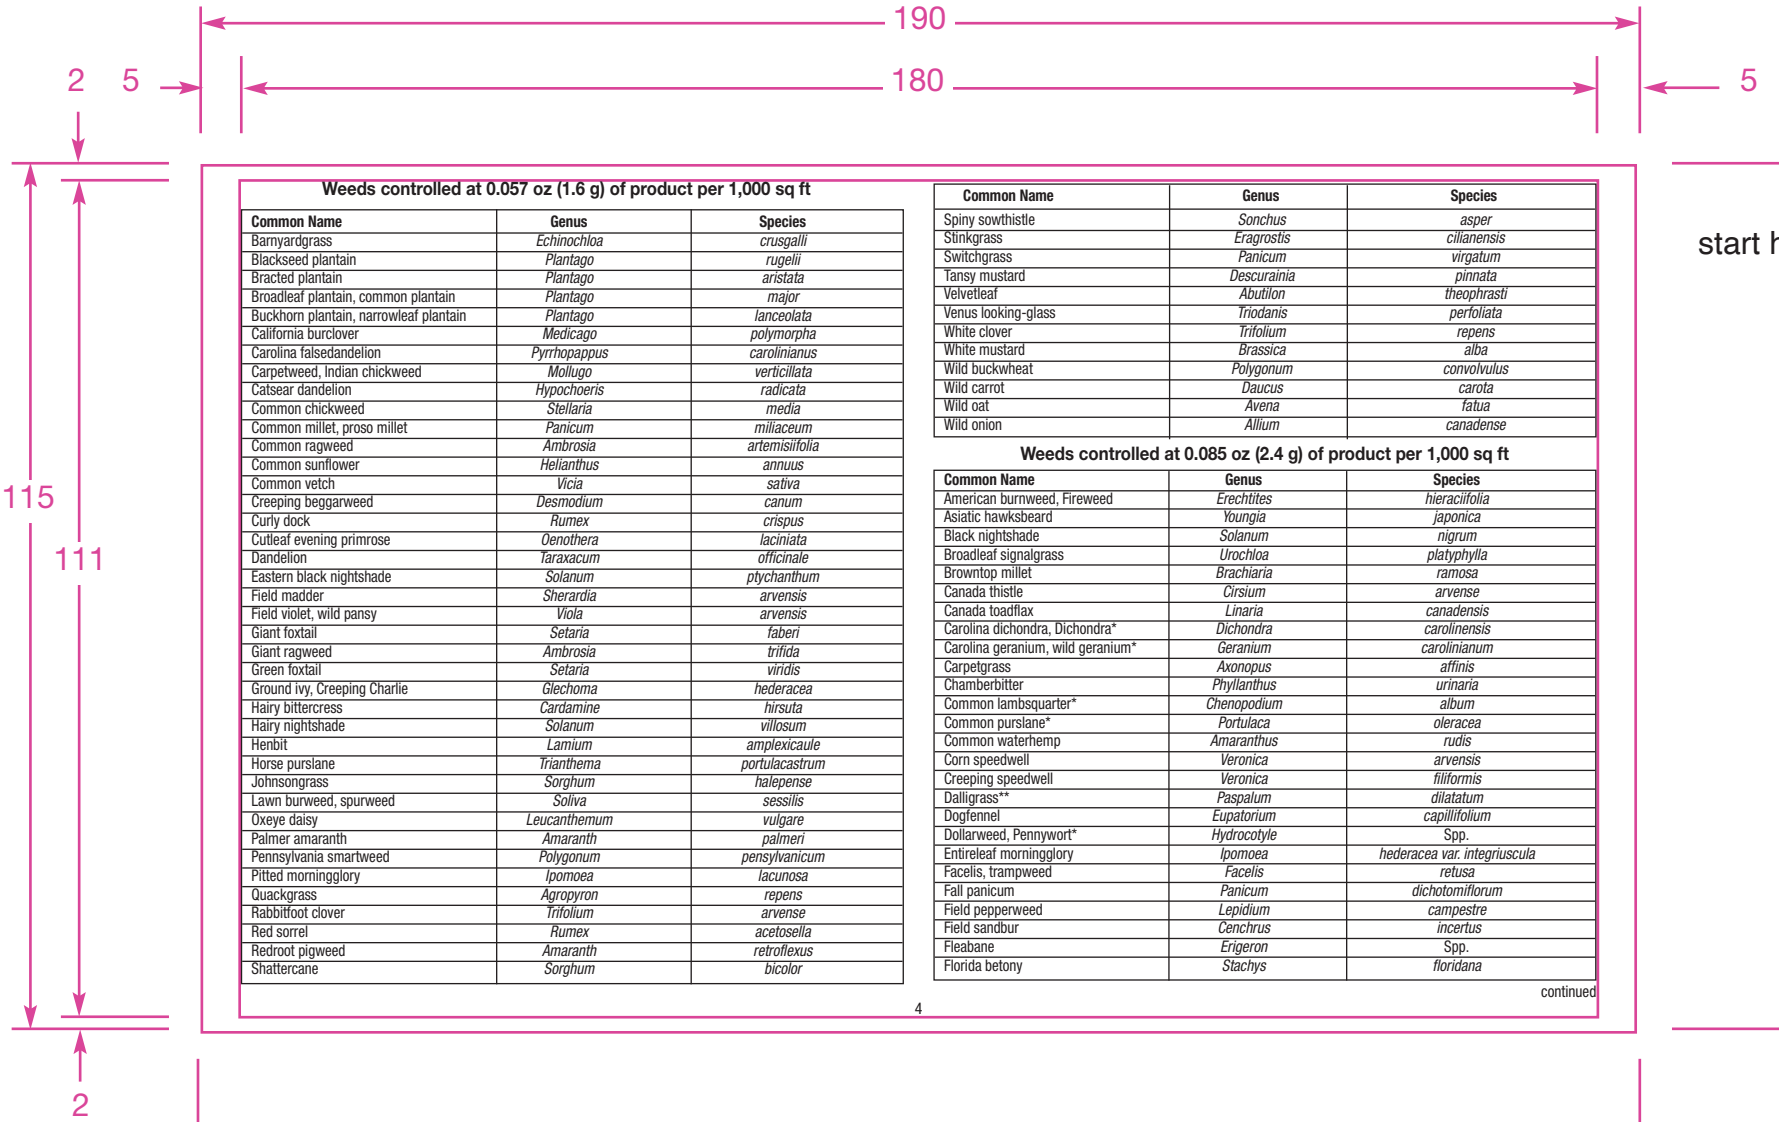 190
2 5 180 5
Weeds controlled at 0.057 oz (1.6 g) of product per 1,000 sq ft
Common Name Genus Species
Barnyardgrass Echinochloa crusgalli
Blackseed plantain Plantago rugelii
Bracted plantain Plantago aristata
Broadleaf plantain, common plantain Plantago major
Buckhorn plantain, narrowleaf plantain Plantago lanceolata
California burclover Medicago polymorpha
Carolina falsedandelion Pyrrhopappus carolinianus
Carpetweed, Indian chickweed Mollugo verticillata
Catsear dandelion Hypochoeris radicata
Common chickweed Stellaria media
Common millet, proso millet Panicum miliaceum
Common ragweed Ambrosia artemisiifolia
Common sunflower Helianthus annuus
Common vetch Vicia sativa
Creeping beggarweed Desmodium canum
Curly dock Rumex crispus
Cutleaf evening primrose Oenothera laciniata
Dandelion Taraxacum officinale
Eastern black nightshade Solanum ptychanthum
Field madder Sherardia arvensis
Field violet, wild pansy Viola arvensis
Giant foxtail Setaria faberi
Giant ragweed Ambrosia trifida
Green foxtail Setaria viridis
Ground ivy, Creeping Charlie Glechoma hederacea
Hairy bittercress Cardamine hirsuta
Hairy nightshade Solanum villosum
Henbit Lamium amplexicaule
Horse purslane Trianthema portulacastrum
Johnsongrass Sorghum halepense
Lawn burweed, spurweed Soliva sessilis
Oxeye daisy Leucanthemum vulgare
Palmer amaranth Amaranth palmeri
Pennsylvania smartweed Polygonum pensylvanicum
Pitted morningglory Ipomoea lacunosa
Quackgrass Agropyron repens
Rabbitfoot clover Trifolium arvense
Red sorrel Rumex acetosella
Redroot pigweed Amaranth retroflexus
Shattercane Sorghum bicolor
Common Name Genus Species
Spiny sowthistle Sonchus asper
Stinkgrass Eragrostis cilianensis
Switchgrass Panicum virgatum
Tansy mustard Descurainia pinnata
Velvetleaf Abutilon theophrasti
Venus looking-glass Triodanis perfoliata
White clover Trifolium repens
White mustard Brassica alba
Wild buckwheat Polygonum convolvulus
Wild carrot Daucus carota
Wild oat Avena fatua
Wild onion Allium canadense
Weeds controlled at 0.085 oz (2.4 g) of product per 1,000 sq ft
Common Name Genus Species
American burnweed, Fireweed Erechtites hieraciifolia
Asiatic hawksbeard Youngia japonica
Black nightshade Solanum nigrum
Broadleaf signalgrass Urochloa platyphylla
Browntop millet Brachiaria ramosa
Canada thistle Cirsium arvense
Canada toadflax Linaria canadensis
Carolina dichondra, Dichondra* Dichondra carolinensis
Carolina geranium, wild geranium* Geranium carolinianum
Carpetgrass Axonopus affinis
Chamberbitter Phyllanthus urinaria
Common lambsquarter* Chenopodium album
Common purslane* Portulaca oleracea
Common waterhemp Amaranthus rudis
Corn speedwell Veronica arvensis
Creeping speedwell Veronica filiformis
Dalligrass** Paspalum dilatatum
Dogfennel Eupatorium capillifolium
Dollarweed, Pennywort* Hydrocotyle Spp.
Entireleaf morningglory Ipomoea hederacea var. integriuscula
Facelis, trampweed Facelis retusa
Fall panicum Panicum dichotomiflorum
Field pepperweed Lepidium campestre
Field sandbur Cenchrus incertus
Fleabane Erigeron Spp.
Florida betony Stachys floridana
continued
4
start
115
111
2